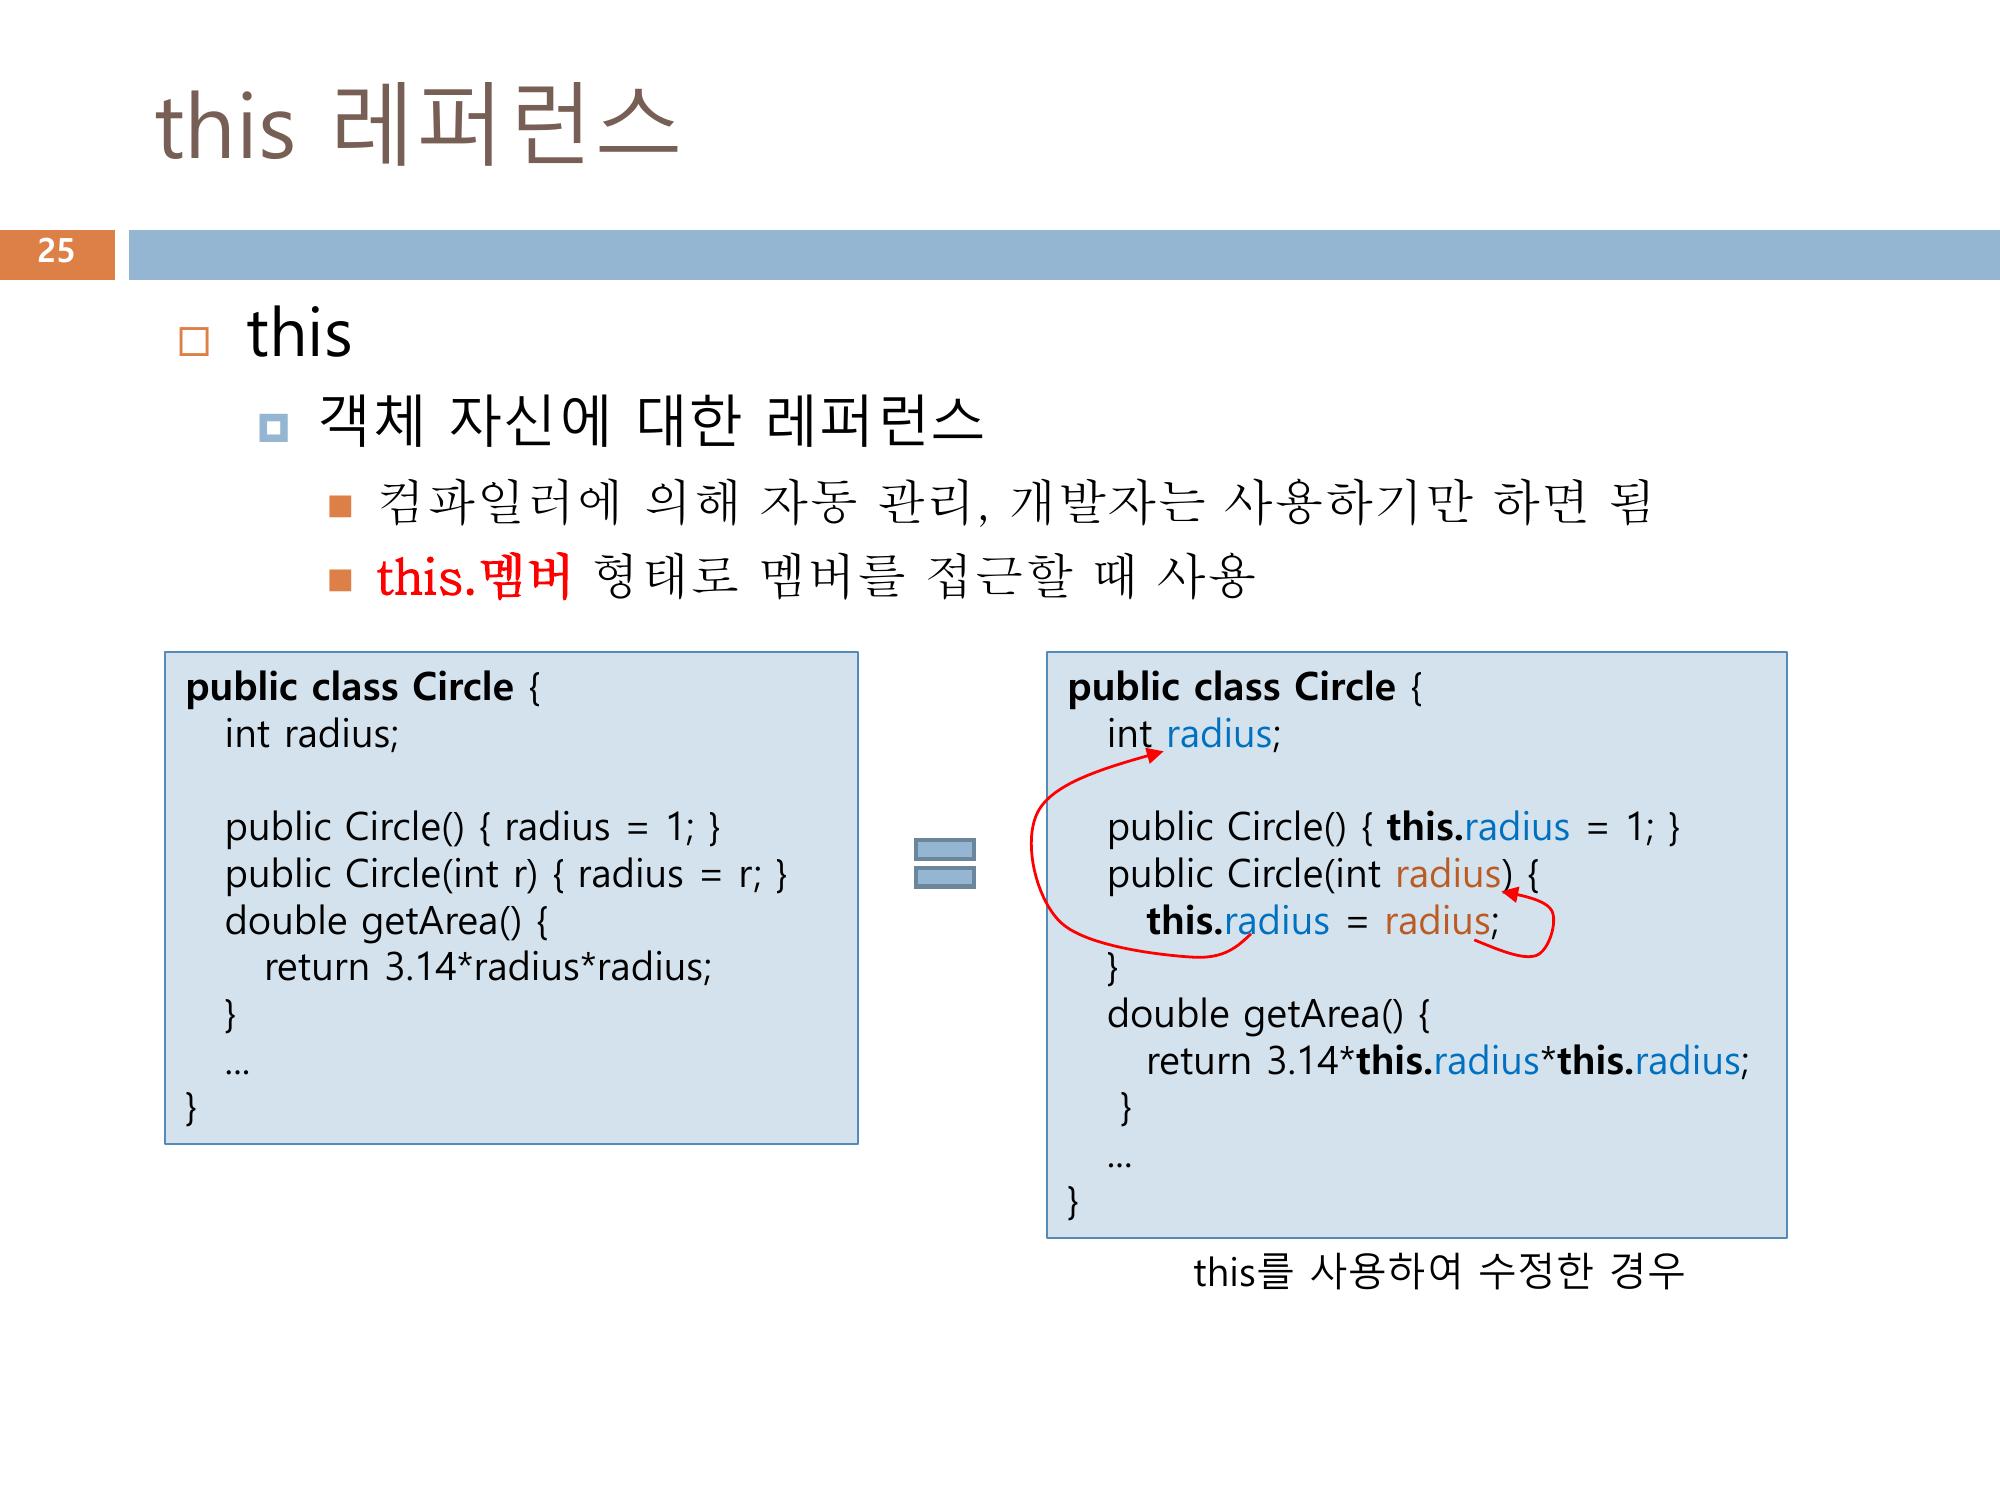 this 레퍼런스
25
this
객체 자신에 대한 레퍼런스
컴파일러에 의해 자동 관리, 개발자는 사용하기만 하면 됨
this.멤버 형태로 멤버를 접근할 때 사용
public class Circle {
int radius;
public Circle() { radius = 1; }
public Circle(int r) { radius = r; }
double getArea() {
return 3.14*radius*radius;
}
...
}
public class Circle {
int radius;
public Circle() { this.radius = 1; }
public Circle(int radius) {
this.radius = radius;
}
double getArea() {
return 3.14*this.radius*this.radius;
}
...
}
this를 사용하여 수정한 경우